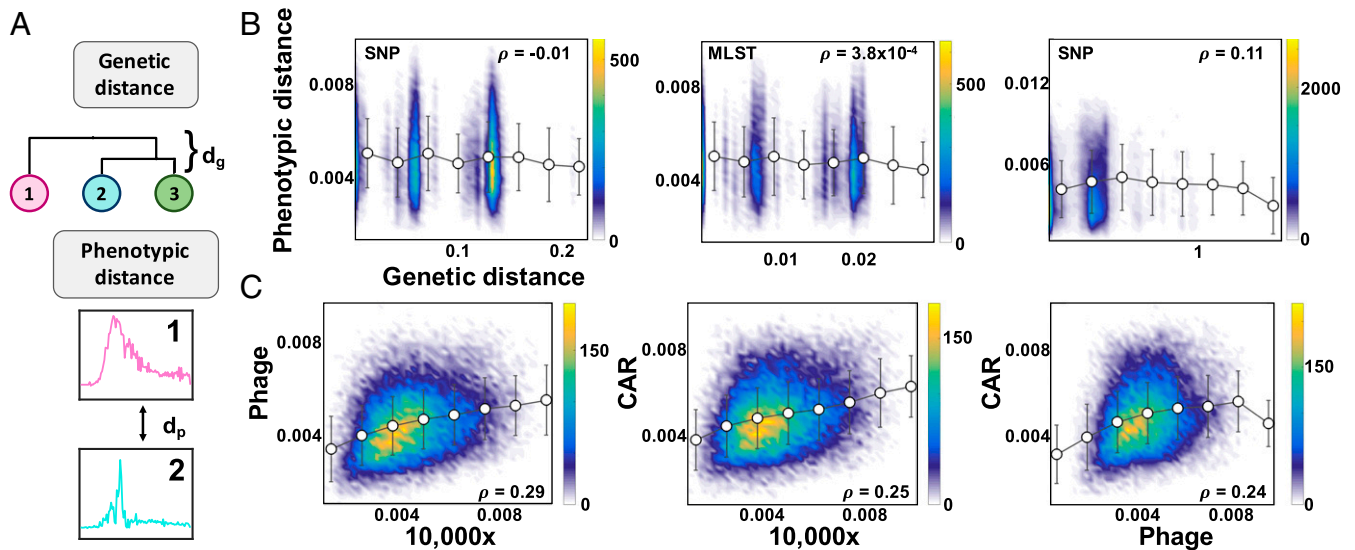 A
Genetic
distance
d_g
1
2
3
Phenotypic
distance
1
d_p
2
B
Phenotypic distance
0.008
0.004
SNP
ρ = -0.01
500
0
0.1
0.2
Genetic distance
0.008
0.004
MLST
ρ = 3.8x10⁻⁴
500
0
0.01
0.02
0.012
0.006
SNP
ρ = 0.11
2000
0
1
C
Phage
0.008
0.004
ρ = 0.29
150
0
0.004
0.008
10,000x
CAR
0.008
0.004
ρ = 0.25
150
0
0.004
0.008
10,000x
CAR
0.008
0.004
ρ = 0.24
150
0
0.004
0.008
Phage